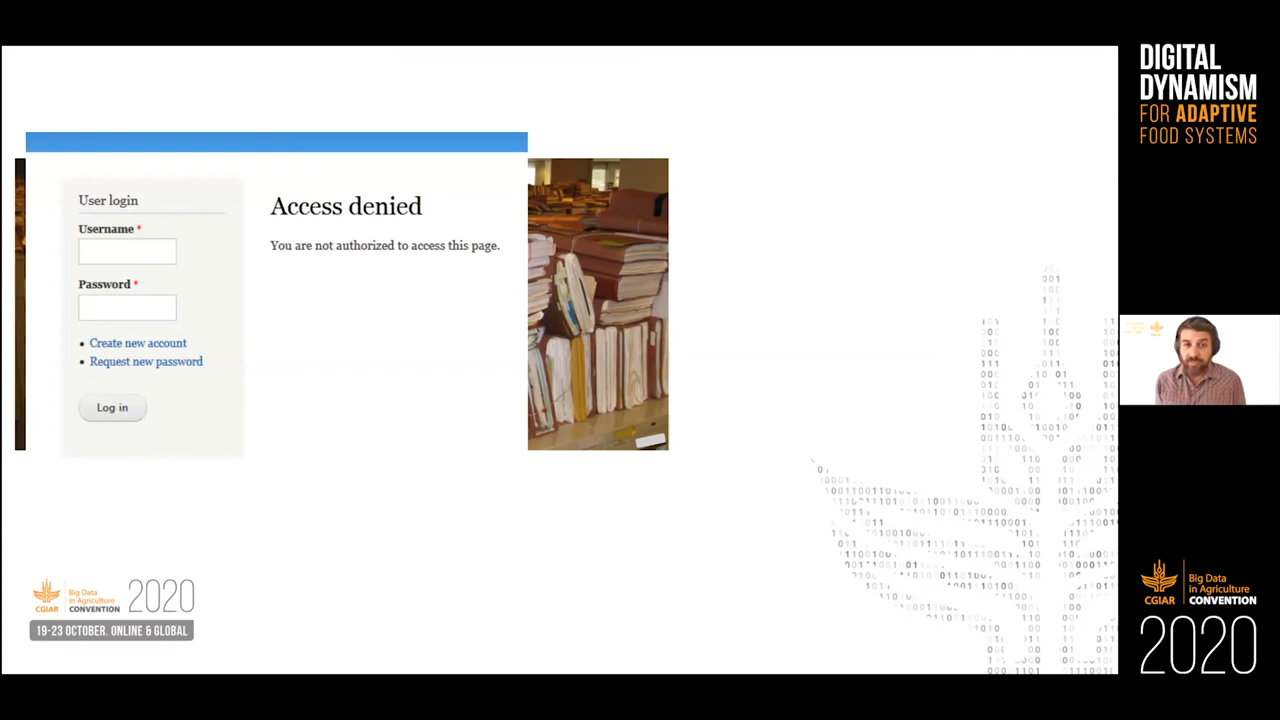 User login
Username *
Password *
Create new account
Request new password
Log in
Access denied
You are not authorized to access this page.
CGIAR
Big Data
in Agriculture
CONVENTION
2020
19-23 OCTOBER. ONLINE & GLOBAL
DIGITAL
DYNAMISM
FOR ADAPTIVE
FOOD SYSTEMS
CGIAR
Big Data
in Agriculture
CONVENTION
2020